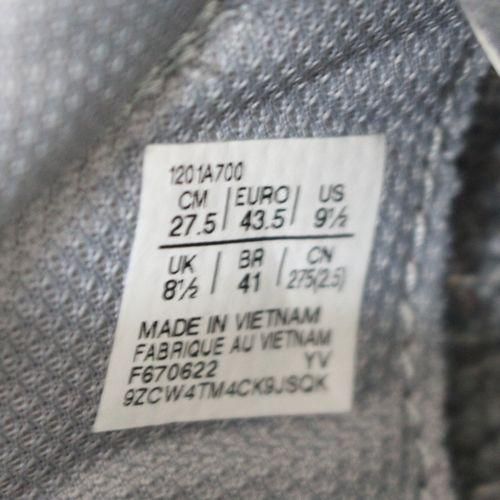 1201A700
CM | EURO | US
27.5 | 43.5 | 9½
UK | BR | CN
8½ | 41 | 275(2.5)
MADE IN VIETNAM
FABRIQUE AU VIETNAM
F670622 YV
9ZCW4TM4CK9JSQK